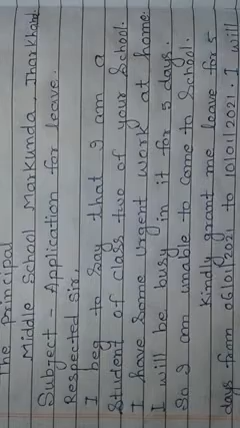 The Principal
Middle School Markunda, Jharkhand
Subject - Application for leave.
Respected sir,
I beg to say that I am a
student of class two of your school.
I have some urgent work at home.
I will be busy in it for 5 days.
So I am unable to come to school.
Kindly grant me leave for 5
days from 06/01/2021 to 10/01/2021. I will